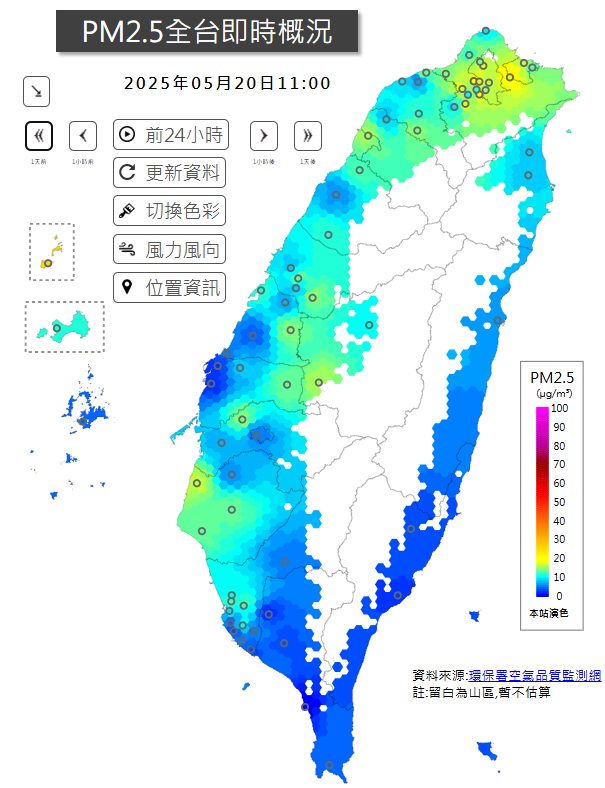 PM2.5全台即時概況
2025年05月20日11:00
前24小時
1天前
1小時前
1小時後
1天後
更新資料
切換色彩
風力風向
位置資訊
PM2.5
(μg/m³)
100
90
80
70
60
50
40
30
20
10
0
本站演色
資料來源:環保署空氣品質監測網
註:留白為山區,暫不估算